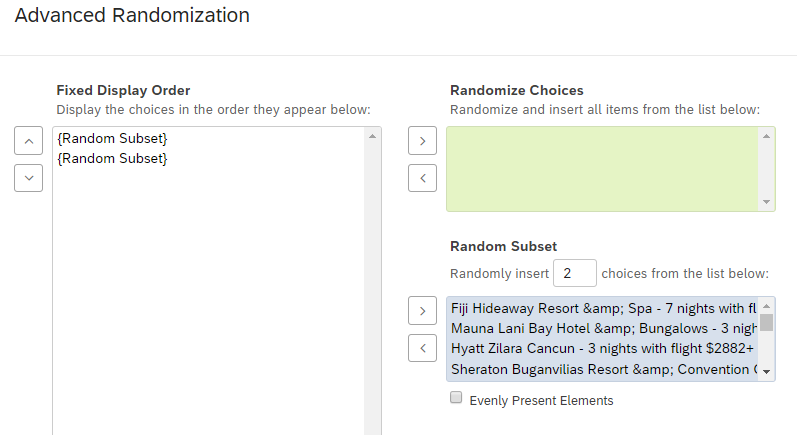 Advanced Randomization
Fixed Display Order
Display the choices in the order they appear below:
{Random Subset}
{Random Subset}
Randomize Choices
Randomize and insert all items from the list below:
Random Subset
Randomly insert 2 choices from the list below:
Fiji Hideaway Resort &amp; Spa - 7 nights with fl
Mauna Lani Bay Hotel &amp; Bungalows - 3 nigh
Hyatt Zilara Cancun - 3 nights with flight $2882+
Sheraton Buganvilias Resort &amp; Convention
Evenly Present Elements